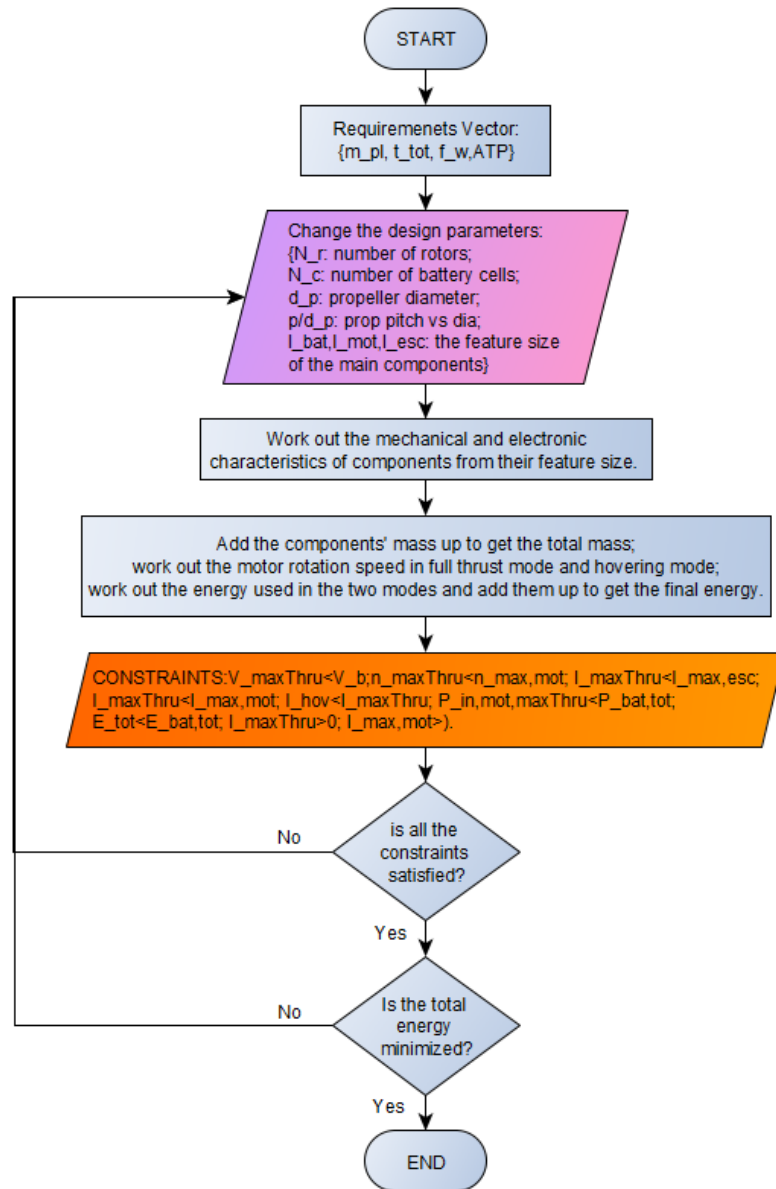 START
Requiremenets Vector:
{m_pl, t_tot, f_w,ATP}
Change the design parameters:
{N_r: number of rotors;
N_c: number of battery cells;
d_p: propeller diameter;
p/d_p: prop pitch vs dia;
l_bat,l_mot,l_esc: the feature size
of the main components}
Work out the mechanical and electronic
characteristics of components from their feature size.
Add the components' mass up to get the total mass;
work out the motor rotation speed in full thrust mode and hovering mode;
work out the energy used in the two modes and add them up to get the final energy.
CONSTRAINTS:V_maxThru<V_b;n_maxThru<n_max,mot; I_maxThru<I_max,esc;
I_maxThru<I_max,mot; I_hov<I_maxThru; P_in,mot,maxThru<P_bat,tot;
E_tot<E_bat,tot; I_maxThru>0; I_max,mot>).
is all the
constraints
satisfied?
No
Yes
Is the total
energy
minimized?
No
Yes
END